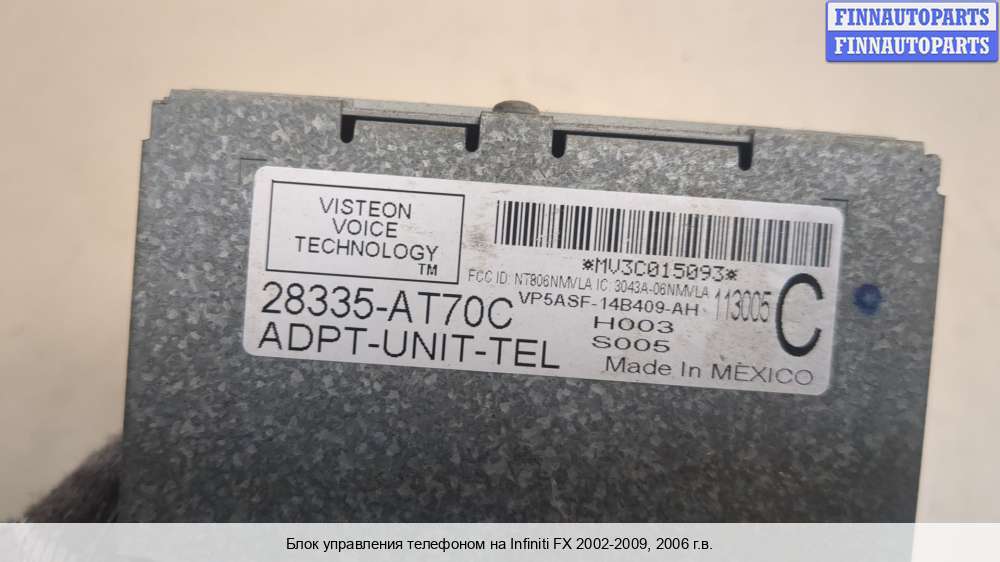 FINNAUTOPARTS
FINNAUTOPARTS
VISTEON
VOICE
TECHNOLOGY
TM
*MV3C015093*
FCC ID: NT806NMVLA IC: 3043A-06NMVLA
28335-AT70C
VP5ASF-14B409-AH
113005
C
H003
ADPT-UNIT-TEL
S005
Made In MEXICO
Блок управления телефоном на Infiniti FX 2002-2009, 2006 г.в.